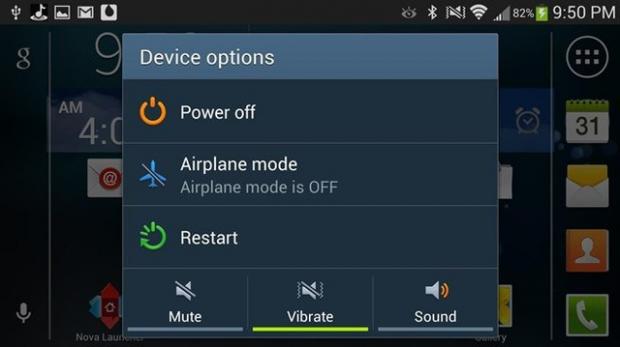 82% 9:50 PM
g
9
AM
4:0
31
Device options
Power off
Airplane mode
Airplane mode is OFF
Restart
Mute
Vibrate
Sound
Nova Launcher
Gallery